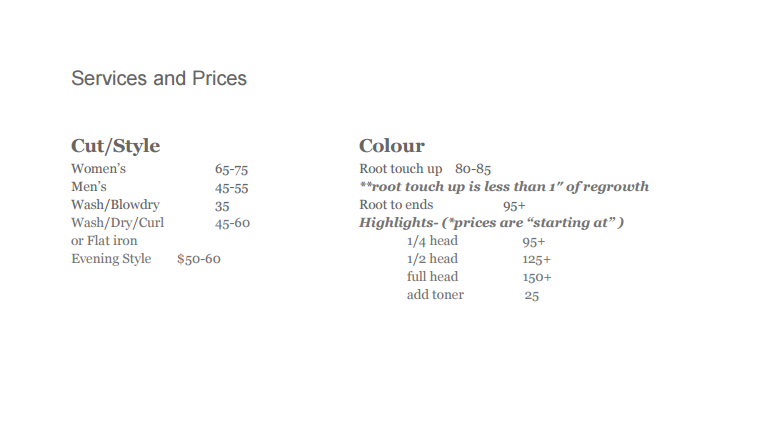 Services and Prices
Cut/Style
Women’s 65-75
Men’s 45-55
Wash/Blowdry 35
Wash/Dry/Curl 45-60
or Flat iron
Evening Style $50-60
Colour
Root touch up 80-85
**root touch up is less than 1” of regrowth
Root to ends 95+
Highlights- (*prices are “starting at” )
1/4 head 95+
1/2 head 125+
full head 150+
add toner 25